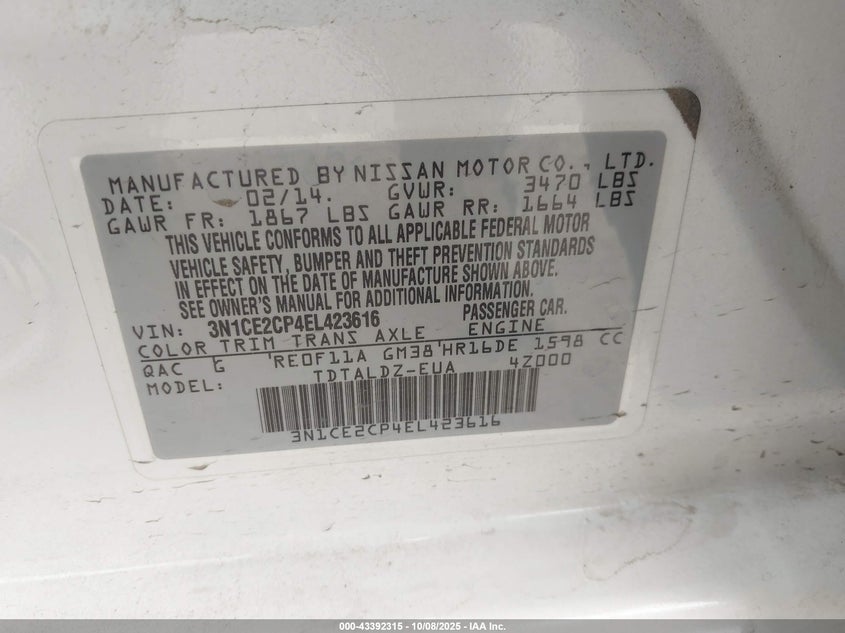 MANUFACTURED BY NISSAN MOTOR CO., LTD.
DATE: 02/14. GVWR: 3470 LBS
GAWR FR: 1867 LBS GAWR RR: 1664 LBS
THIS VEHICLE CONFORMS TO ALL APPLICABLE FEDERAL MOTOR
VEHICLE SAFETY, BUMPER AND THEFT PREVENTION STANDARDS
IN EFFECT ON THE DATE OF MANUFACTURE SHOWN ABOVE.
SEE OWNER'S MANUAL FOR ADDITIONAL INFORMATION.
VIN: 3N1CE2CP4EL423616 PASSENGER CAR.
COLOR TRIM TRANS AXLE ENGINE
QAC G RE0F11A GM38 HR16DE 1598 CC
MODEL: TDTALDZ-EUA 4Z000
3N1CE2CP4EL423616
000-43392315 | 10/08/2025 - IAA Inc.